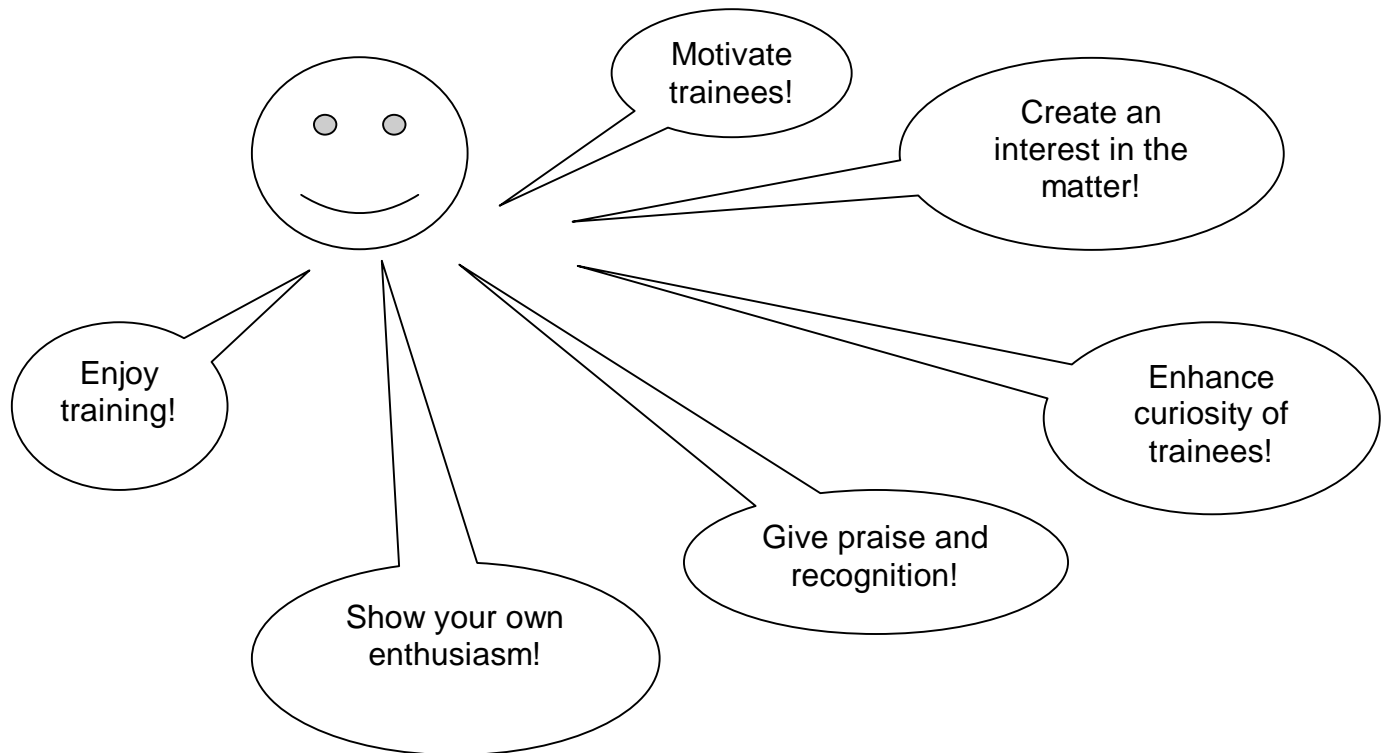 Motivate
trainees!
Create an
interest in the
matter!
Enjoy
training!
Enhance
curiosity of
trainees!
Give praise and
recognition!
Show your own
enthusiasm!